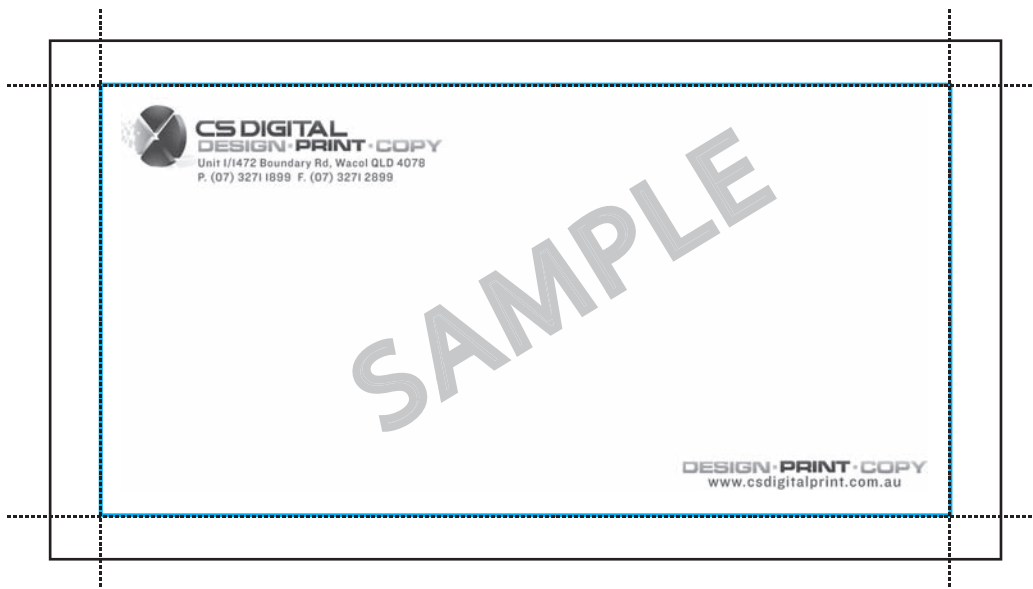 CS DIGITAL
DESIGN · PRINT · COPY
Unit 1/1472 Boundary Rd, Wacol QLD 4078
P. (07) 3271 1899 F. (07) 3271 2899
SAMPLE
DESIGN · PRINT · COPY
www.csdigitalprint.com.au